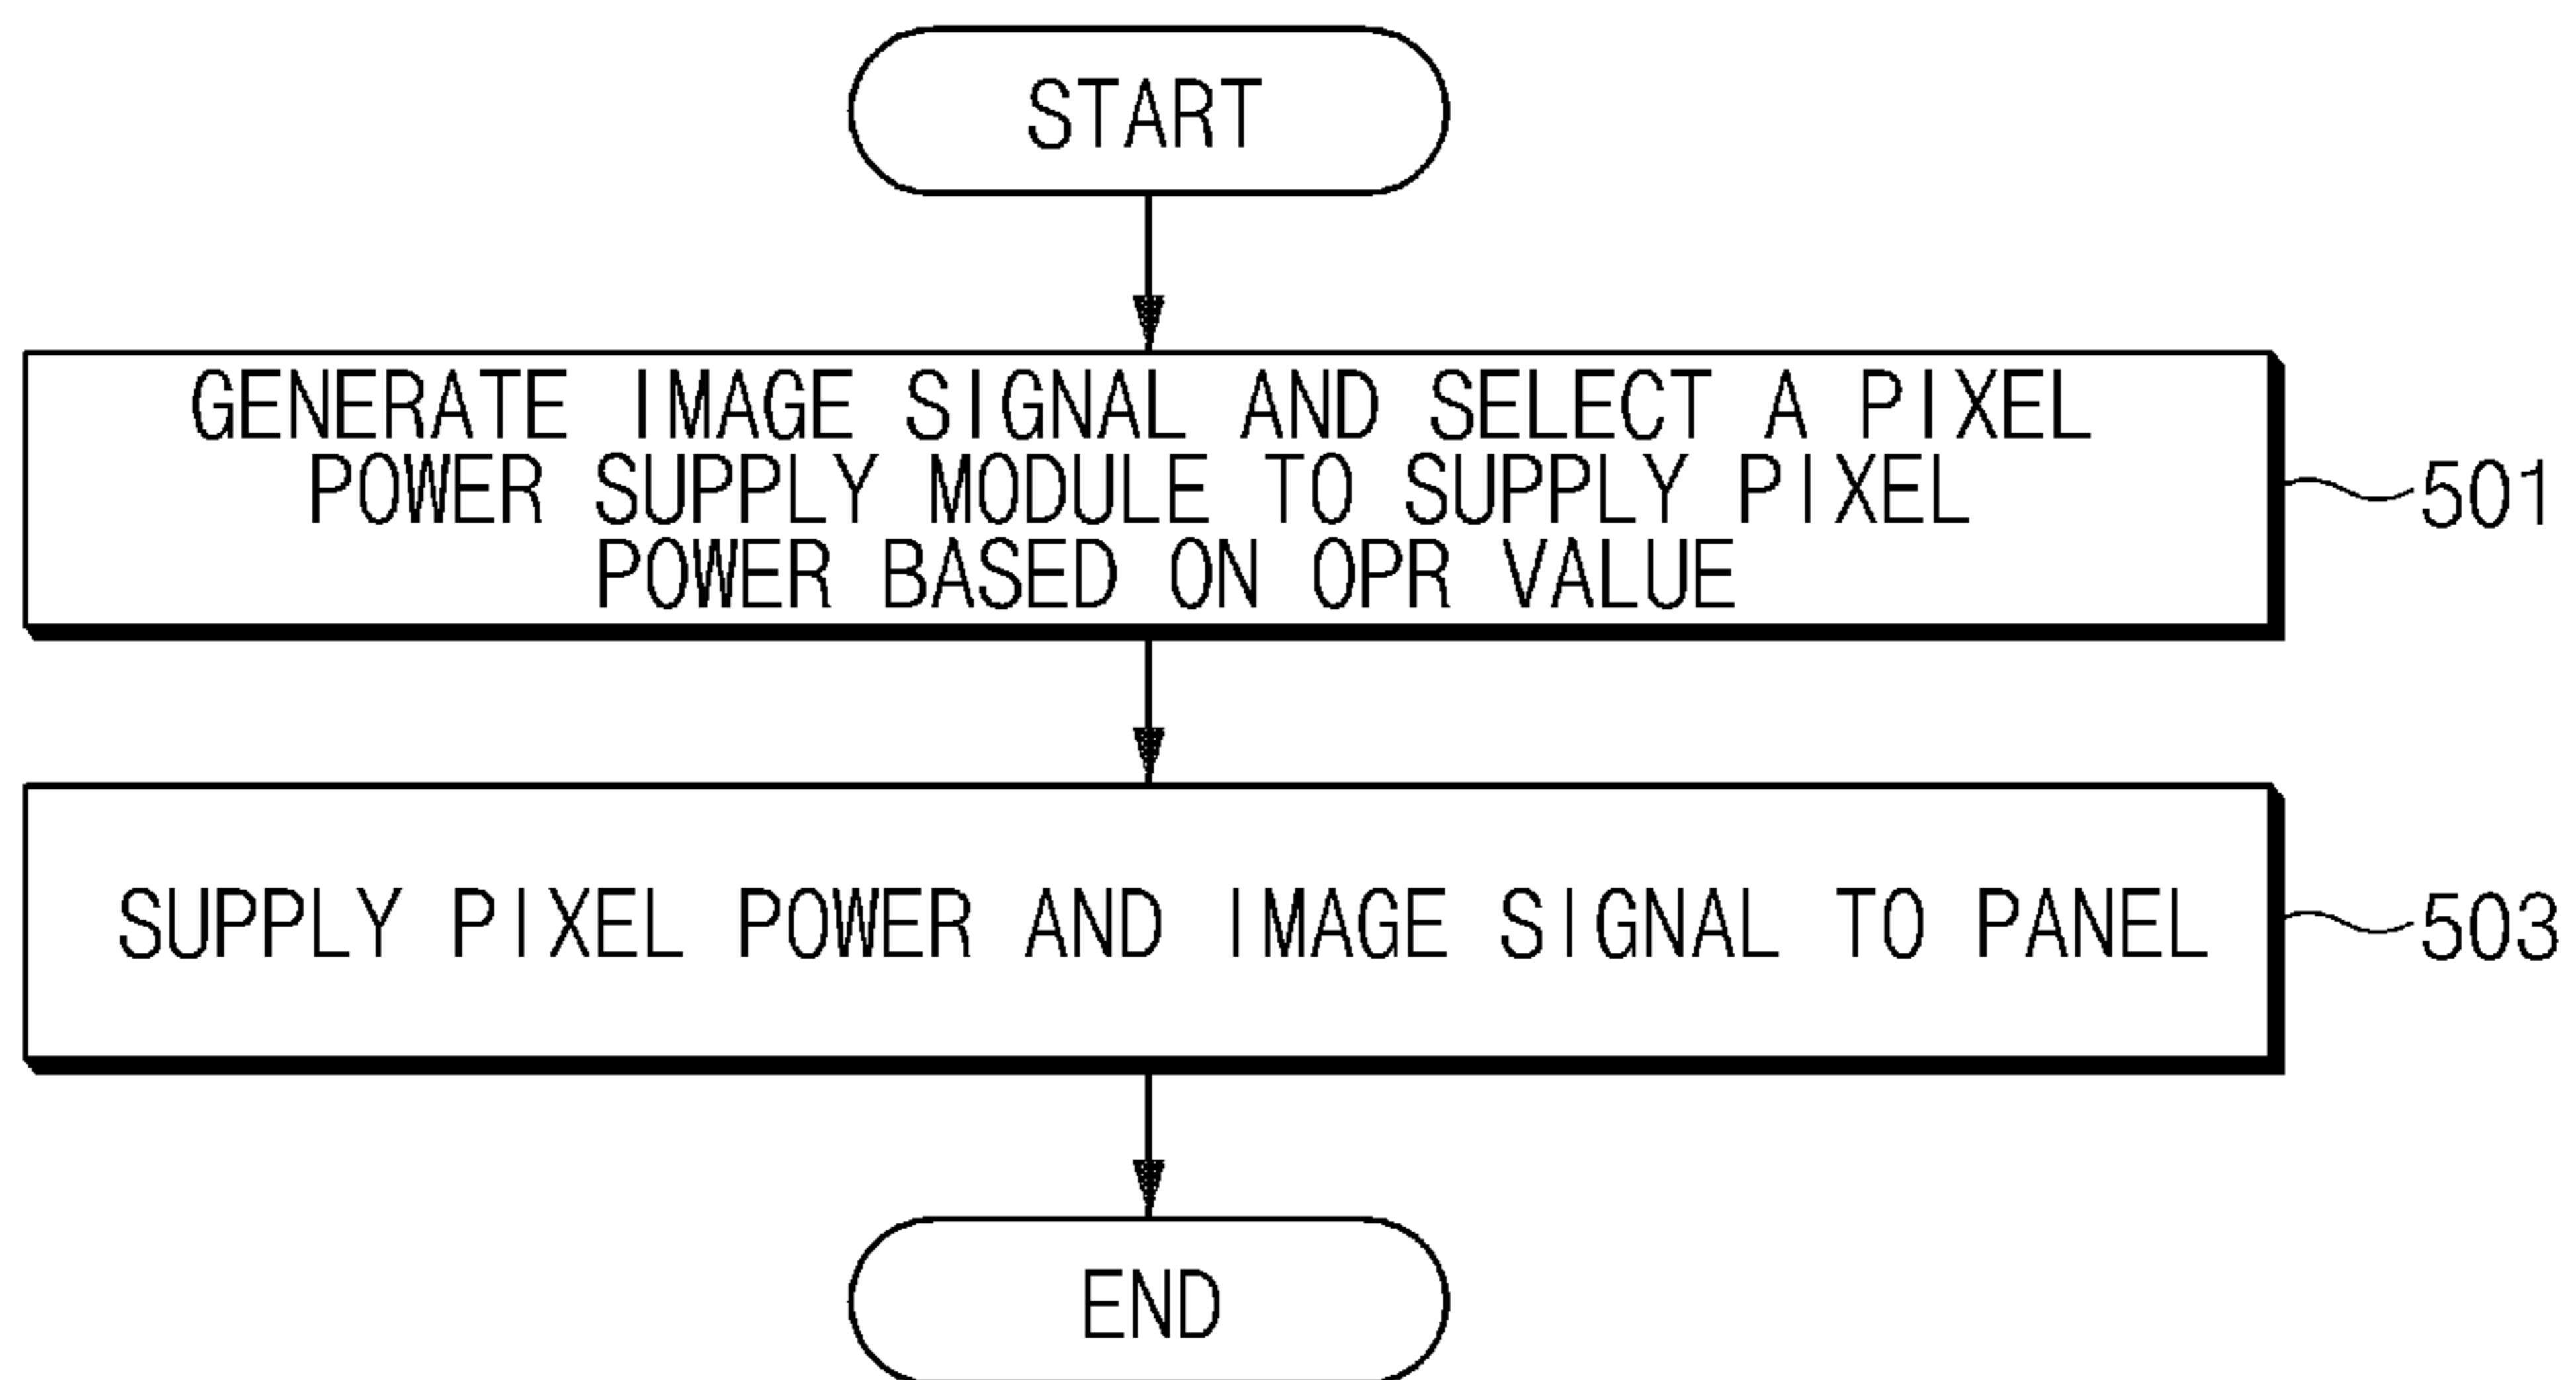 START
GENERATE IMAGE SIGNAL AND SELECT A PIXEL
POWER SUPPLY MODULE TO SUPPLY PIXEL
POWER BASED ON OPR VALUE
501
SUPPLY PIXEL POWER AND IMAGE SIGNAL TO PANEL
503
END